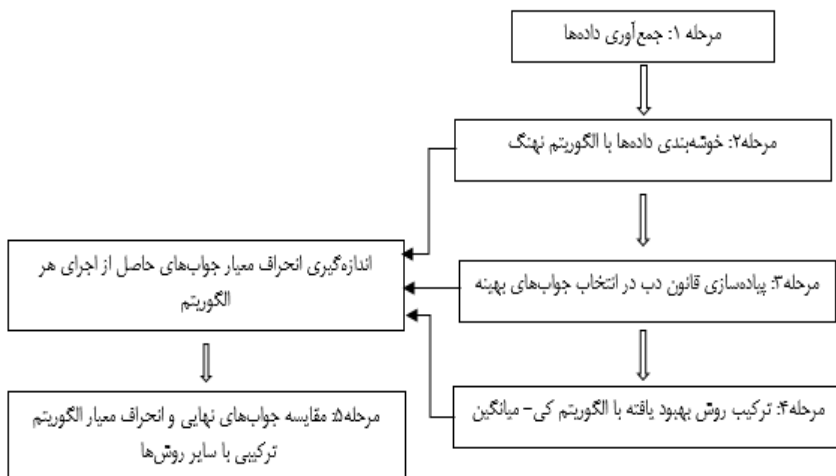 مرحله ۱: جمع‌آوری داده‌ها
مرحله۲: خوشه‌بندی داده‌ها با الگوریتم نهنگ
مرحله۳: پیاده‌سازی قانون دب در انتخاب جواب‌های بهینه
مرحله۴: ترکیب روش بهبود یافته با الگوریتم کی- میانگین
اندازه‌گیری انحراف معیار جواب‌های حاصل از اجرای هر
الگوریتم
مرحله۵: مقایسه جواب‌های نهایی و انحراف معیار الگوریتم
ترکیبی با سایر روش‌ها